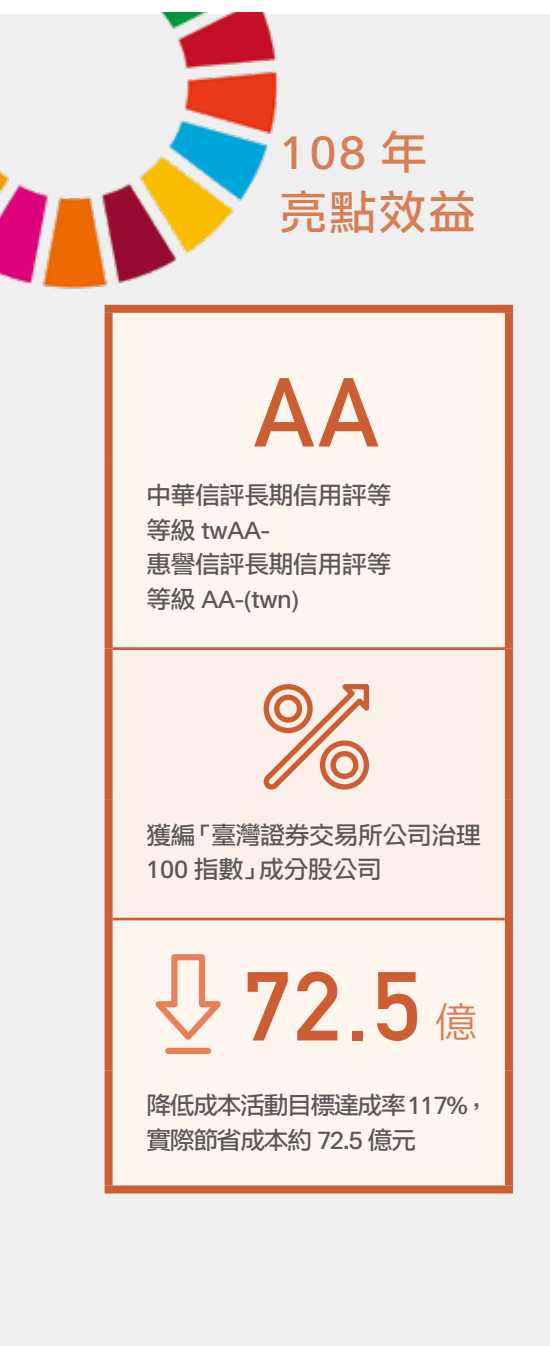 108 年
亮點效益
AA
中華信評長期信用評等
等級 twAA-
惠譽信評長期信用評等
等級 AA-(twn)
獲編「臺灣證券交易所公司治理
100 指數」成分股公司
72.5 億
降低成本活動目標達成率117%，
實際節省成本約 72.5 億元